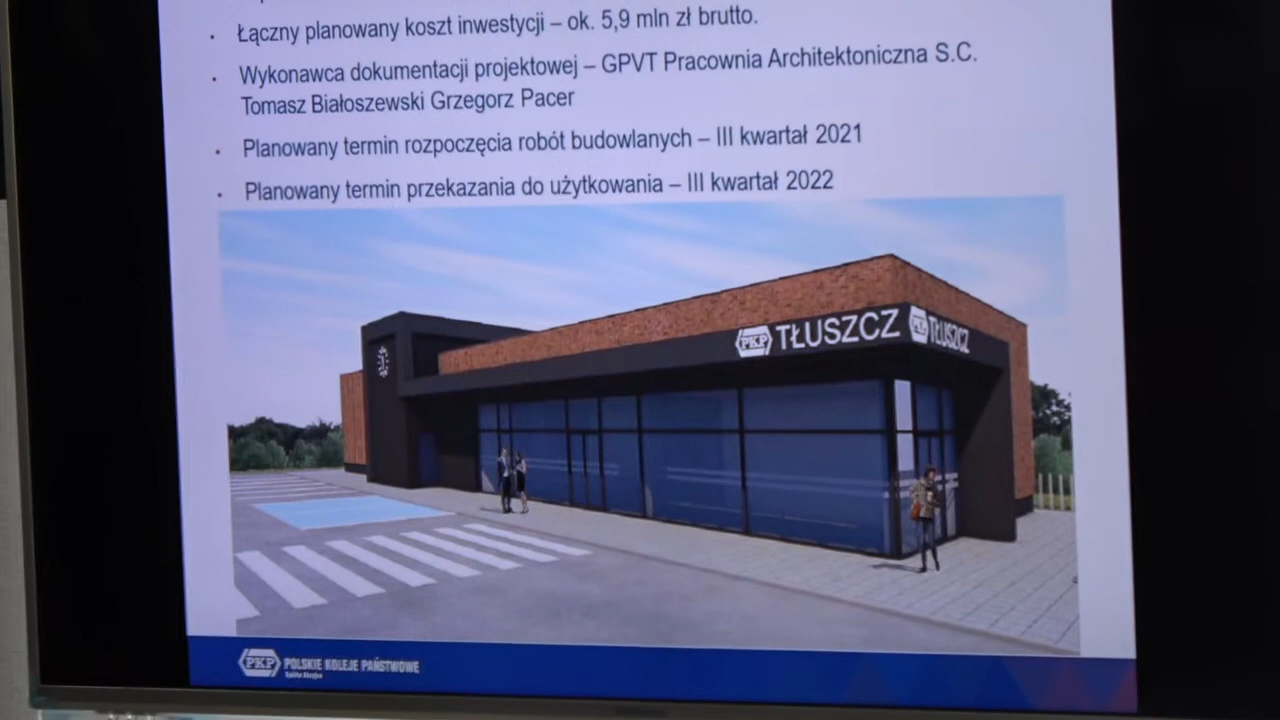 · Łączny planowany koszt inwestycji – ok. 5,9 mln zł brutto.
· Wykonawca dokumentacji projektowej – GPVT Pracownia Architektoniczna S.C.
Tomasz Białoszewski Grzegorz Pacer
· Planowany termin rozpoczęcia robót budowlanych – III kwartał 2021
· Planowany termin przekazania do użytkowania – III kwartał 2022
PKP TŁUSZCZ PKP TŁUSZCZ
PKP POLSKIE KOLEJE PAŃSTWOWE
Spółka Akcyjna